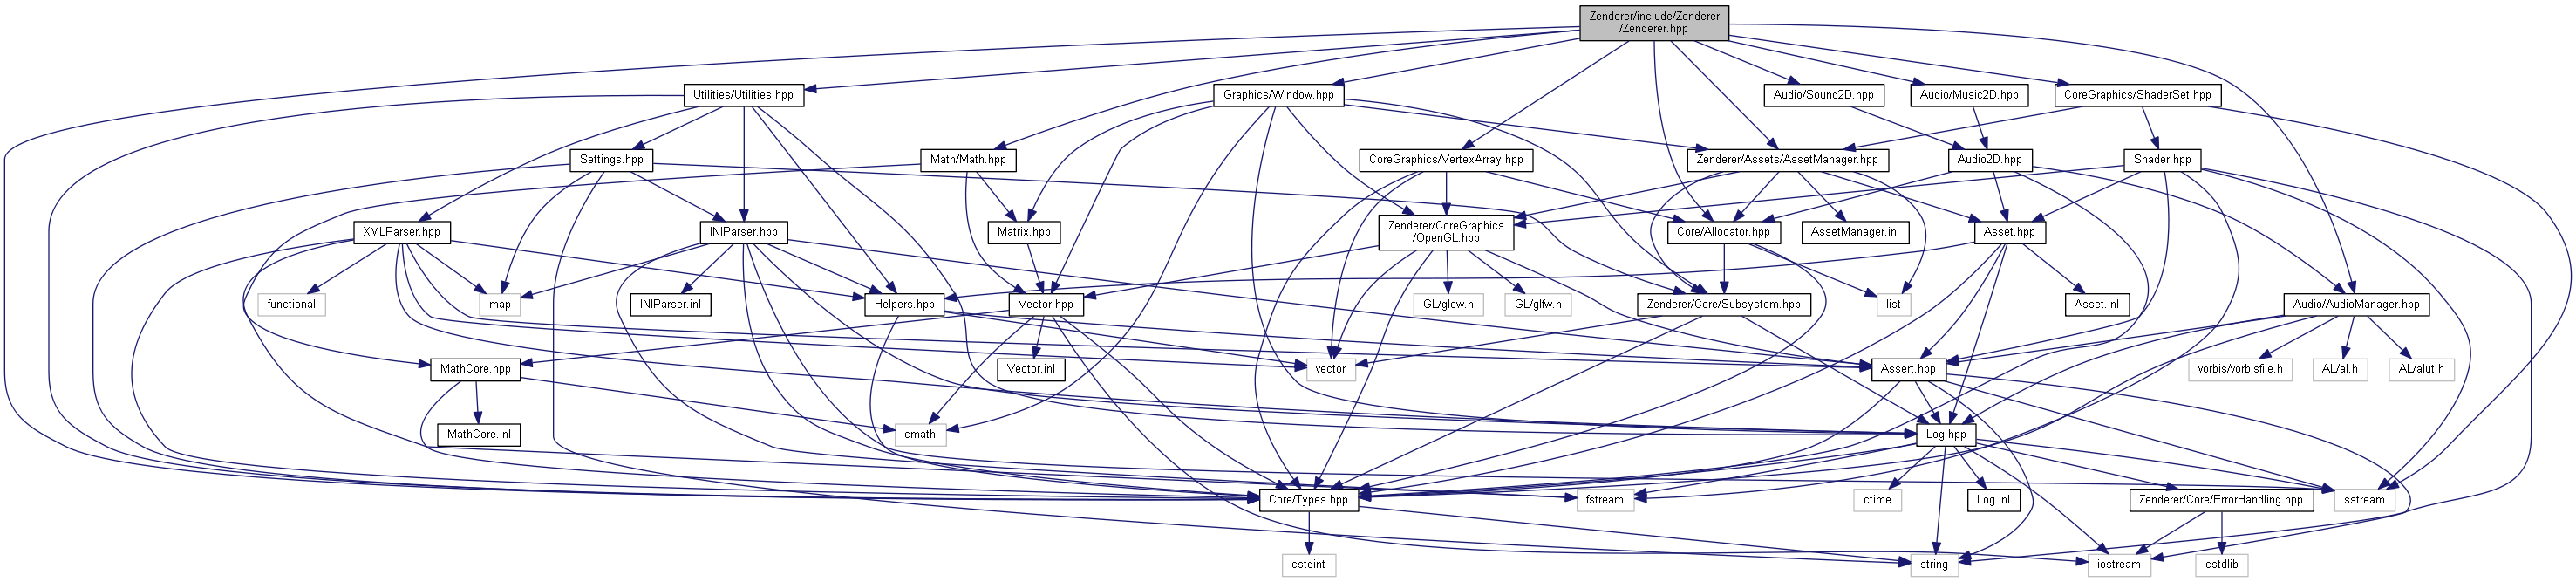 Zenderer/include/Zenderer
/Zenderer.hpp
Utilities/Utilities.hpp
Graphics/Window.hpp
Audio/Sound2D.hpp
Audio/Music2D.hpp
CoreGraphics/ShaderSet.hpp
Settings.hpp
Math/Math.hpp
CoreGraphics/VertexArray.hpp
Zenderer/Assets/AssetManager.hpp
Audio2D.hpp
Shader.hpp
XMLParser.hpp
INIParser.hpp
Matrix.hpp
Zenderer/CoreGraphics
/OpenGL.hpp
Core/Allocator.hpp
AssetManager.inl
Asset.hpp
functional
map
INIParser.inl
Helpers.hpp
Vector.hpp
GL/glew.h
GL/glfw.h
Zenderer/Core/Subsystem.hpp
list
Asset.inl
Audio/AudioManager.hpp
MathCore.hpp
Vector.inl
vector
Assert.hpp
vorbis/vorbisfile.h
AL/al.h
AL/alut.h
MathCore.inl
cmath
Log.hpp
Core/Types.hpp
fstream
ctime
Log.inl
Zenderer/Core/ErrorHandling.hpp
sstream
cstdint
string
iostream
cstdlib